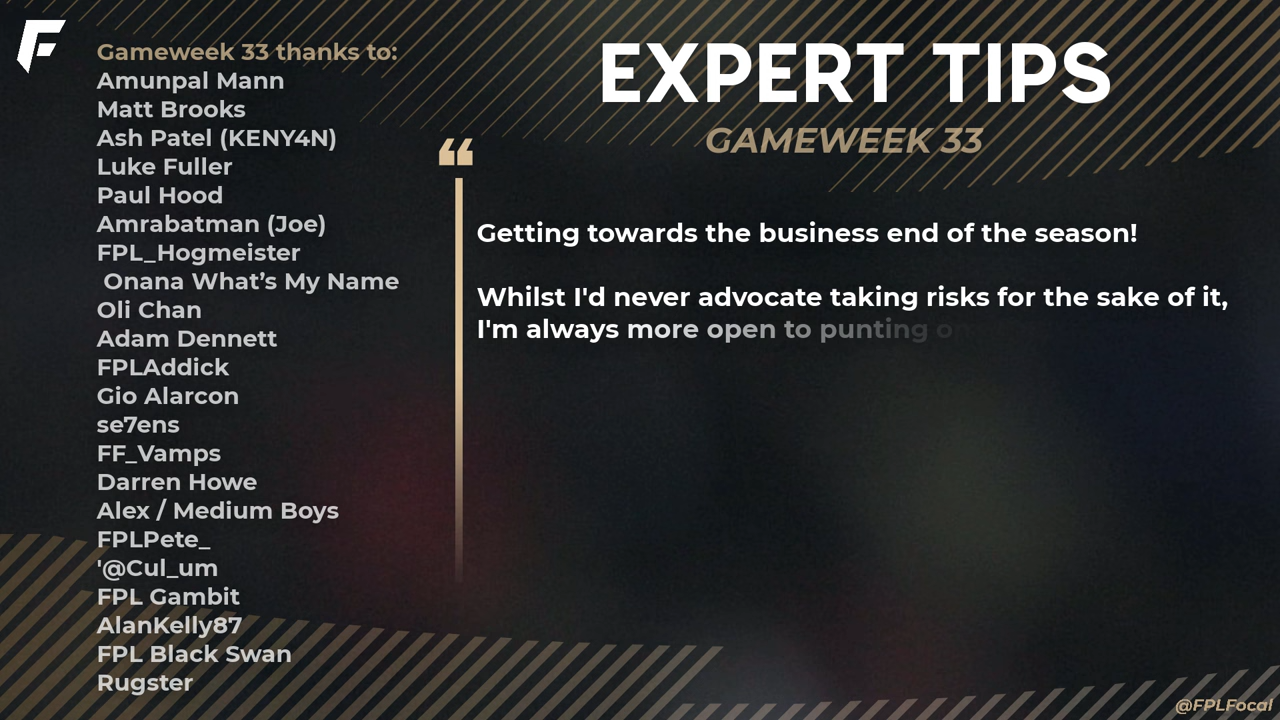 Gameweek 33 thanks to:
Amunpal Mann
Matt Brooks
Ash Patel (KENY4N)
Luke Fuller
Paul Hood
Amrabatman (Joe)
FPL_Hogmeister
Onana What’s My Name
Oli Chan
Adam Dennett
FPLAddick
Gio Alarcon
se7ens
FF_Vamps
Darren Howe
Alex / Medium Boys
FPLPete_
'@Cul_um
FPL Gambit
AlanKelly87
FPL Black Swan
Rugster
EXPERT TIPS
GAMEWEEK 33
❝
Getting towards the business end of the season!
Whilst I'd never advocate taking risks for the sake of it,
I'm always more open to punting
@FPLFocal